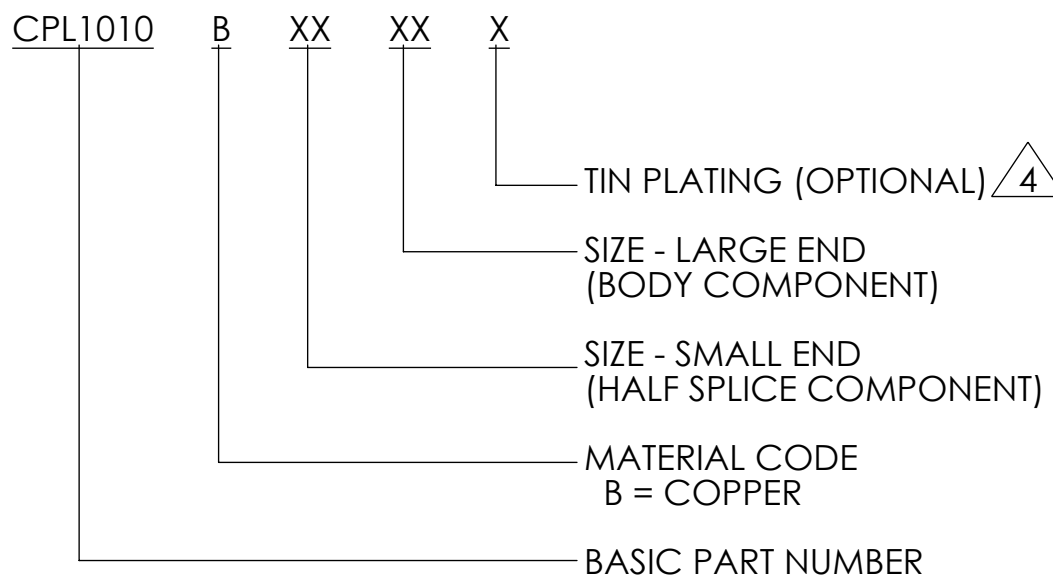 CPL1010 B XX XX X
TIN PLATING (OPTIONAL) 4
SIZE - LARGE END
(BODY COMPONENT)
SIZE - SMALL END
(HALF SPLICE COMPONENT)
MATERIAL CODE
B = COPPER
BASIC PART NUMBER